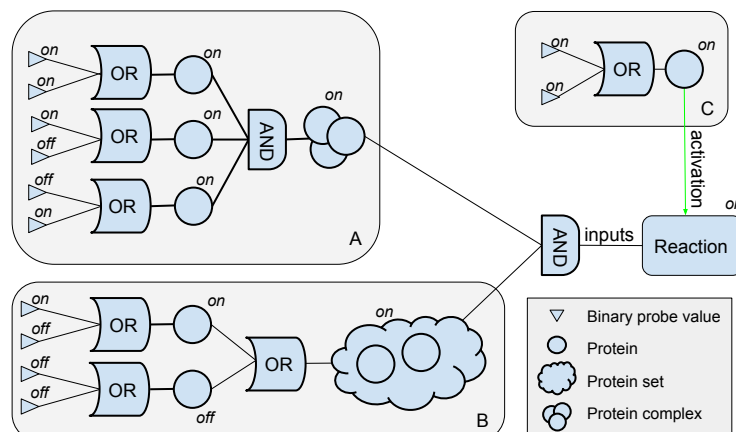 on
on
OR
on
on
off
OR
on
off
on
OR
on
AND
on
A
on
on
OR
on
C
activation
AND
inputs
Reaction
on
off
OR
on
off
off
OR
off
OR
on
B
Binary probe value
Protein
Protein set
Protein complex